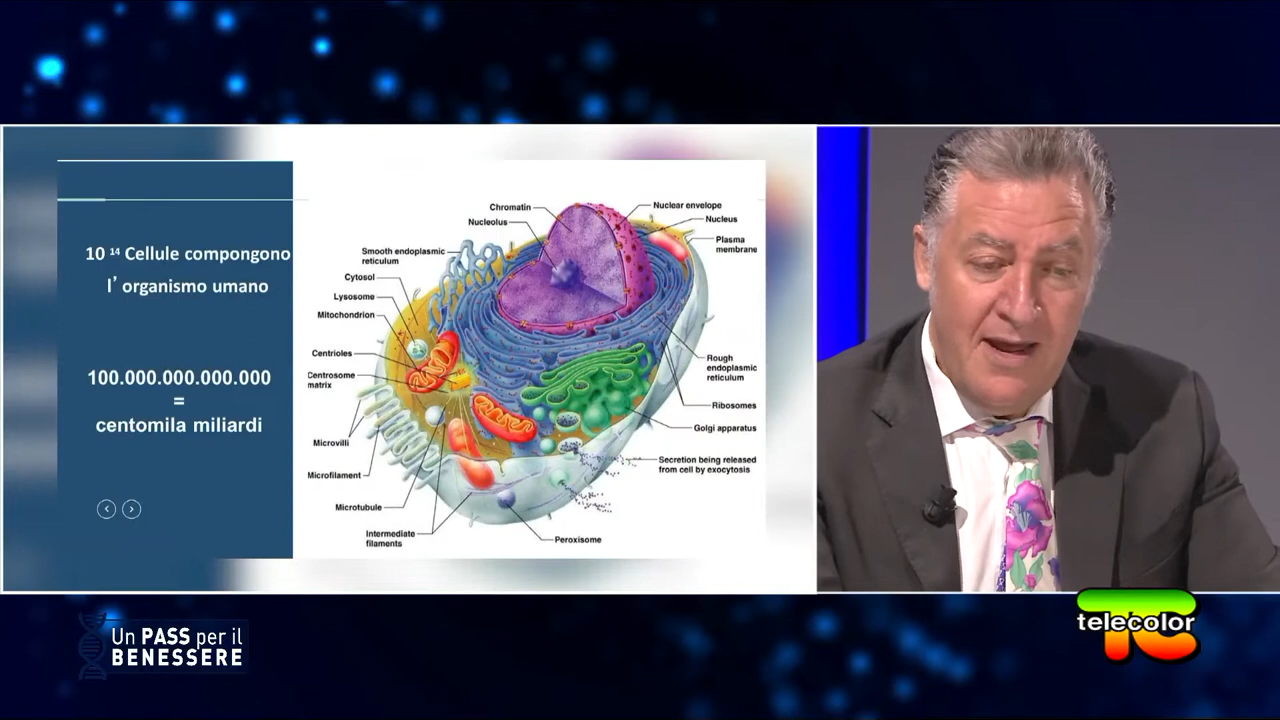 10 ¹⁴ Cellule compongono
l’ organismo umano
100.000.000.000.000
=
centomila miliardi
Chromatin
Nucleolus
Smooth endoplasmic
reticulum
Cytosol
Lysosome
Mitochondrion
Centrioles
Centrosome
matrix
Microvilli
Microfilament
Microtubule
Intermediate
filaments
Nuclear envelope
Nucleus
Plasma
membrane
Rough
endoplasmic
reticulum
Ribosomes
Golgi apparatus
Secretion being released
from cell by exocytosis
Peroxisome
Un PASS per il
BENESSERE
TC
telecolor